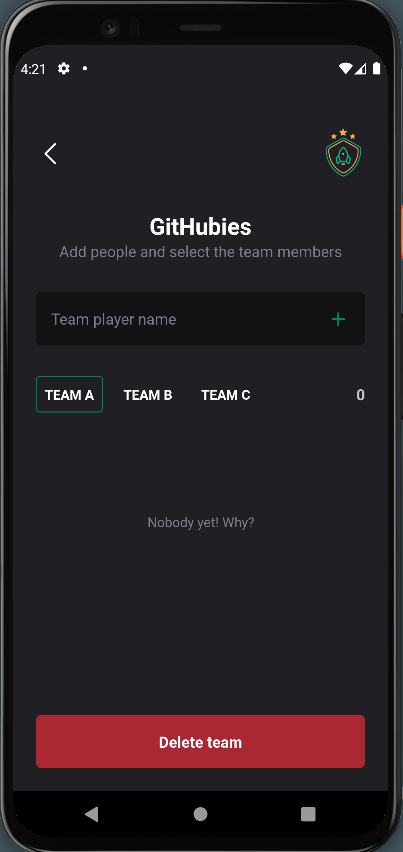 4:21
GitHubies
Add people and select the team members
Team player name
TEAM A TEAM B TEAM C 0
Nobody yet! Why?
Delete team